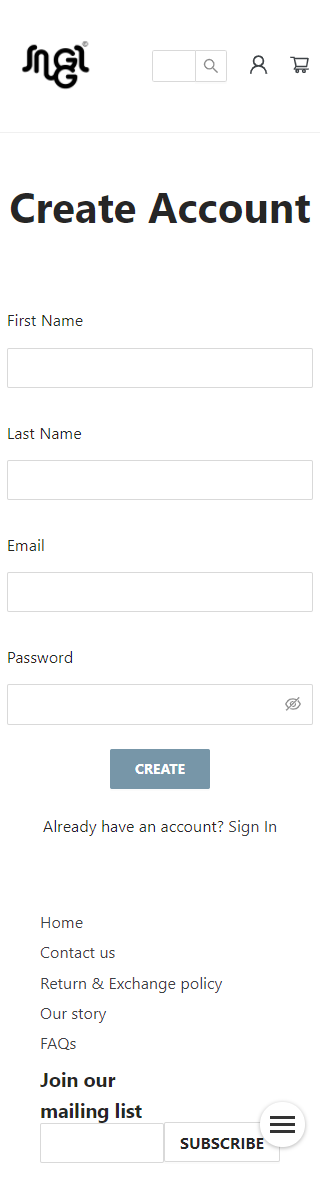 Create Account
First Name
Last Name
Email
Password
CREATE
Already have an account? Sign In
Home
Contact us
Return & Exchange policy
Our story
FAQs
Join our
mailing list
SUBSCRIBE